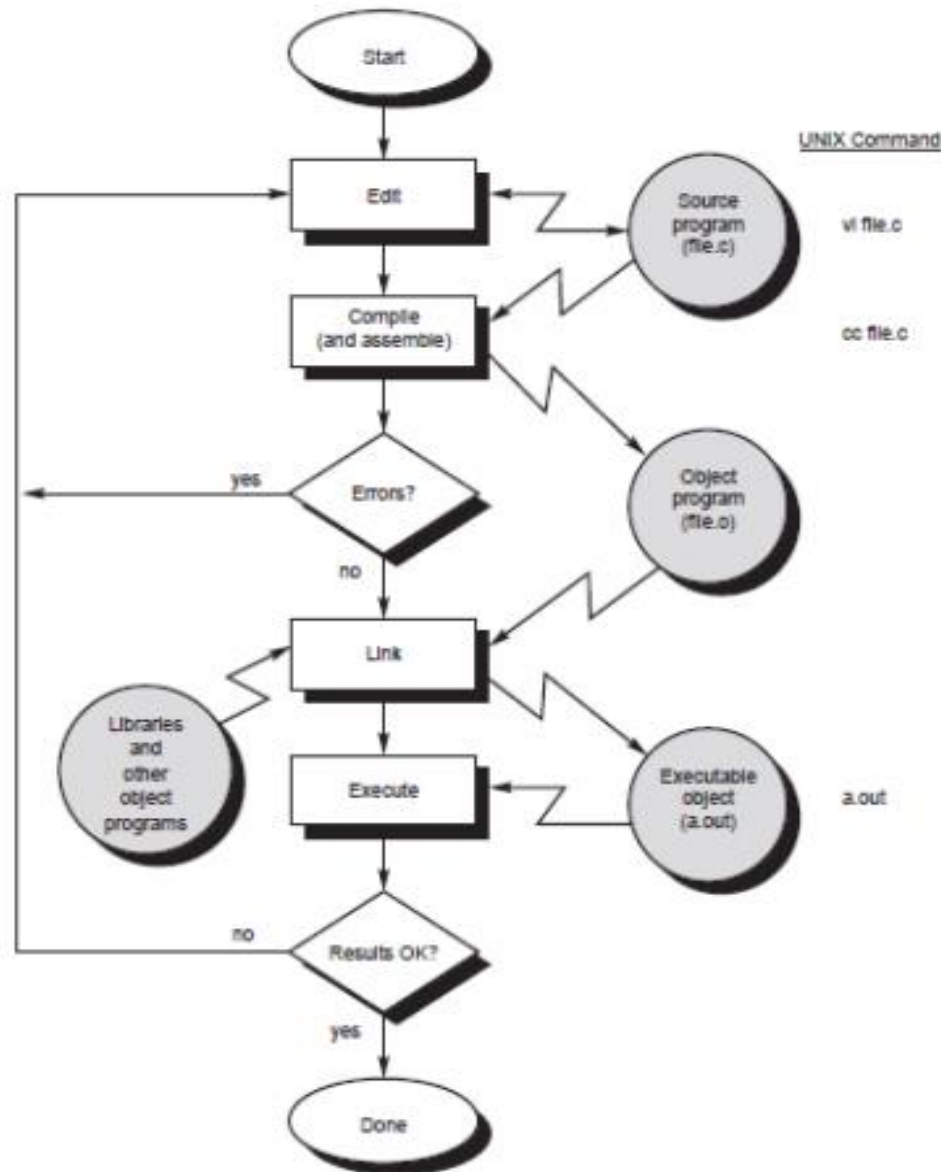 Start
UNIX Command
Edit
Source
program
(file.c)
vi file.c
Compile
(and assemble)
cc file.c
yes
Errors?
Object
program
(file.o)
no
Link
Libraries
and
other
object
programs
Execute
Executable
object
(a.out)
a.out
no
Results OK?
yes
Done